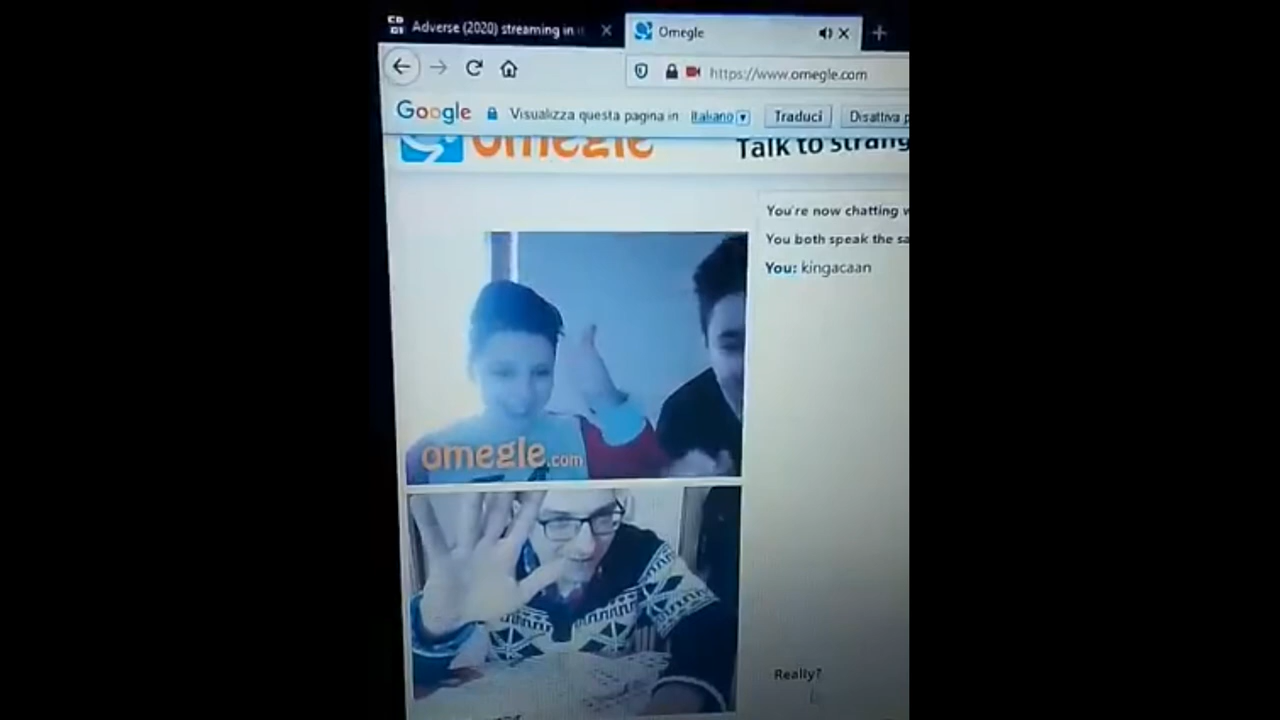 Adverse (2020) streaming in
Omegle
https://www.omegle.com
Google Visualizza questa pagina in Italiano Traduci Disattiva
omegle Talk to strang
You're now chatting
You both speak the sa
You: kingacaan
omegle.com
Really?